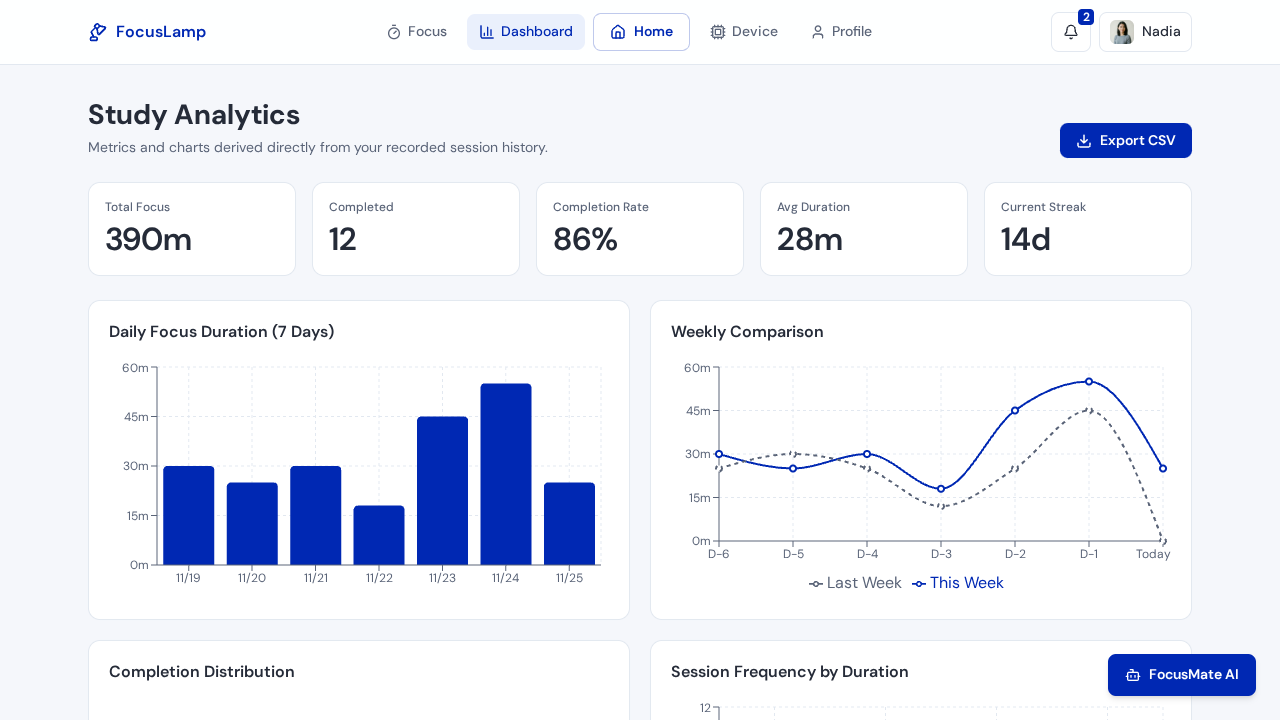 FocusLamp
Focus
Dashboard
Home
Device
Profile
2
Nadia
Study Analytics
Metrics and charts derived directly from your recorded session history.
Export CSV
Total Focus
390m
Completed
12
Completion Rate
86%
Avg Duration
28m
Current Streak
14d
Daily Focus Duration (7 Days)
60m
45m
30m
15m
0m
11/19
11/20
11/21
11/22
11/23
11/24
11/25
Weekly Comparison
60m
45m
30m
15m
0m
D-6
D-5
D-4
D-3
D-2
D-1
Today
Last Week
This Week
Completion Distribution
Session Frequency by Duration
12
FocusMate AI